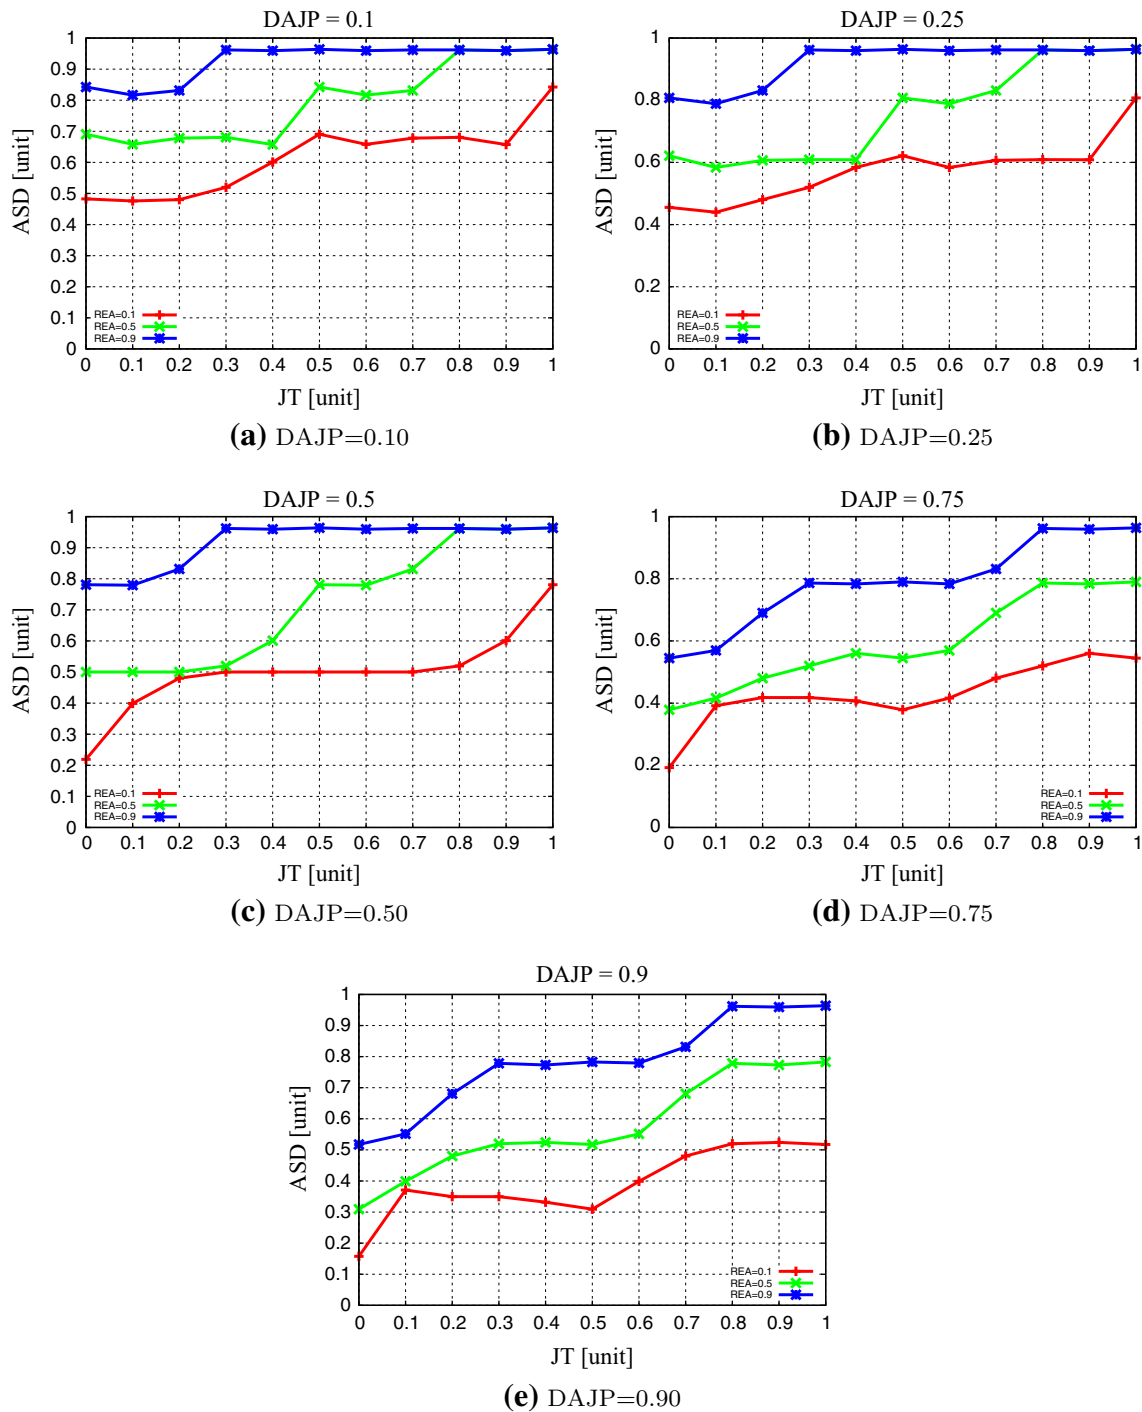 DAJP = 0.1
1
0.9
0.8
0.7
0.6
0.5
0.4
0.3
0.2
0.1
0
ASD [unit]
REA=0.1
REA=0.5
REA=0.9
0 0.1 0.2 0.3 0.4 0.5 0.6 0.7 0.8 0.9 1
JT [unit]
(a) DAJP=0.10
DAJP = 0.25
1
0.8
0.6
0.4
0.2
0
ASD [unit]
REA=0.1
REA=0.5
REA=0.9
0 0.1 0.2 0.3 0.4 0.5 0.6 0.7 0.8 0.9 1
JT [unit]
(b) DAJP=0.25
DAJP = 0.5
1
0.9
0.8
0.7
0.6
0.5
0.4
0.3
0.2
0.1
0
ASD [unit]
REA=0.1
REA=0.5
REA=0.9
0 0.1 0.2 0.3 0.4 0.5 0.6 0.7 0.8 0.9 1
JT [unit]
(c) DAJP=0.50
DAJP = 0.75
1
0.8
0.6
0.4
0.2
0
ASD [unit]
REA=0.1
REA=0.5
REA=0.9
0 0.1 0.2 0.3 0.4 0.5 0.6 0.7 0.8 0.9 1
JT [unit]
(d) DAJP=0.75
DAJP = 0.9
1
0.9
0.8
0.7
0.6
0.5
0.4
0.3
0.2
0.1
0
ASD [unit]
REA=0.1
REA=0.5
REA=0.9
0 0.1 0.2 0.3 0.4 0.5 0.6 0.7 0.8 0.9 1
JT [unit]
(e) DAJP=0.90